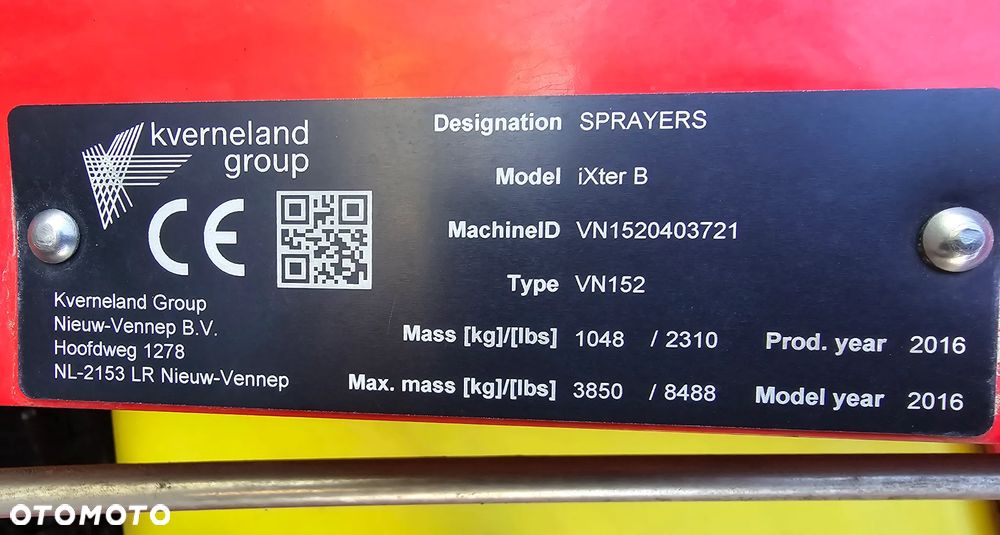 kverneland
group
CE
Kverneland Group
Nieuw-Vennep B.V.
Hoofdweg 1278
NL-2153 LR Nieuw-Vennep
Designation SPRAYERS
Model iXter B
MachineID VN1520403721
Type VN152
Mass [kg]/[lbs] 1048 / 2310 Prod. year 2016
Max. mass [kg]/[lbs] 3850 / 8488 Model year 2016
OTOMOTO